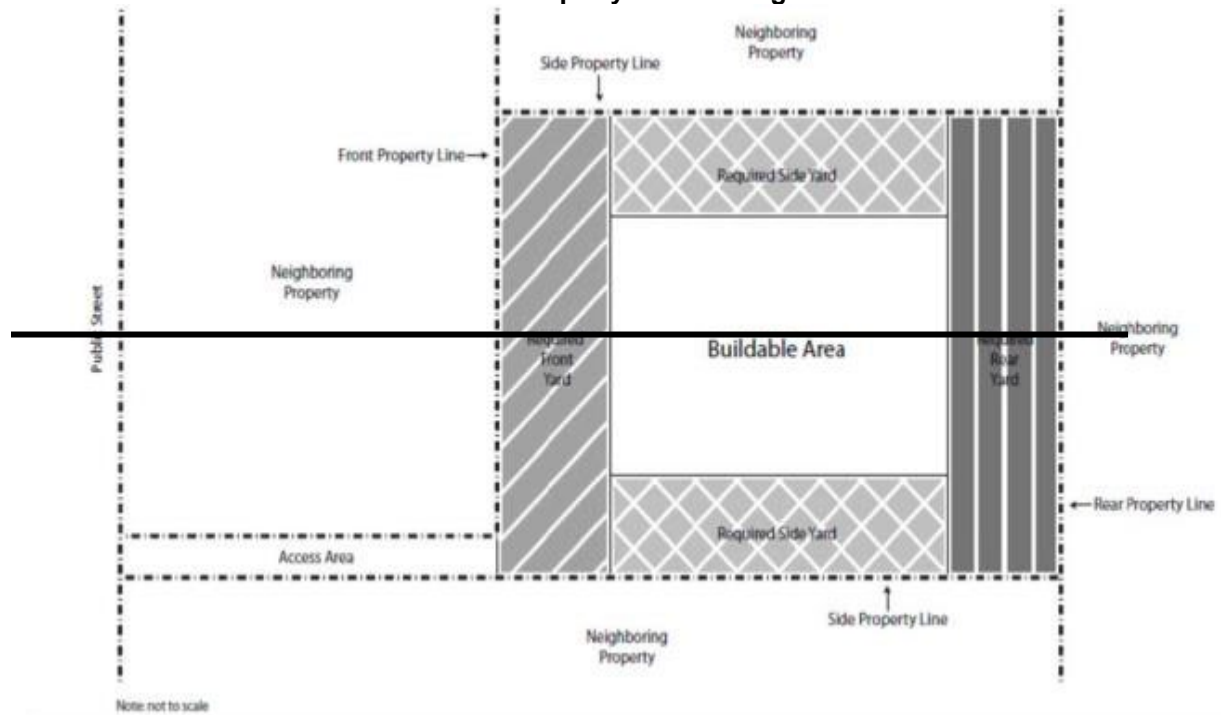 Neighboring
Property
Side Property Line
Front Property Line
Required Side Yard
Neighboring
Property
Public Street
Neighboring
Property
Required
Front
Yard
Buildable Area
Required
Rear
Yard
Rear Property Line
Required Side Yard
Access Area
Side Property Line
Neighboring
Property
Note not to scale